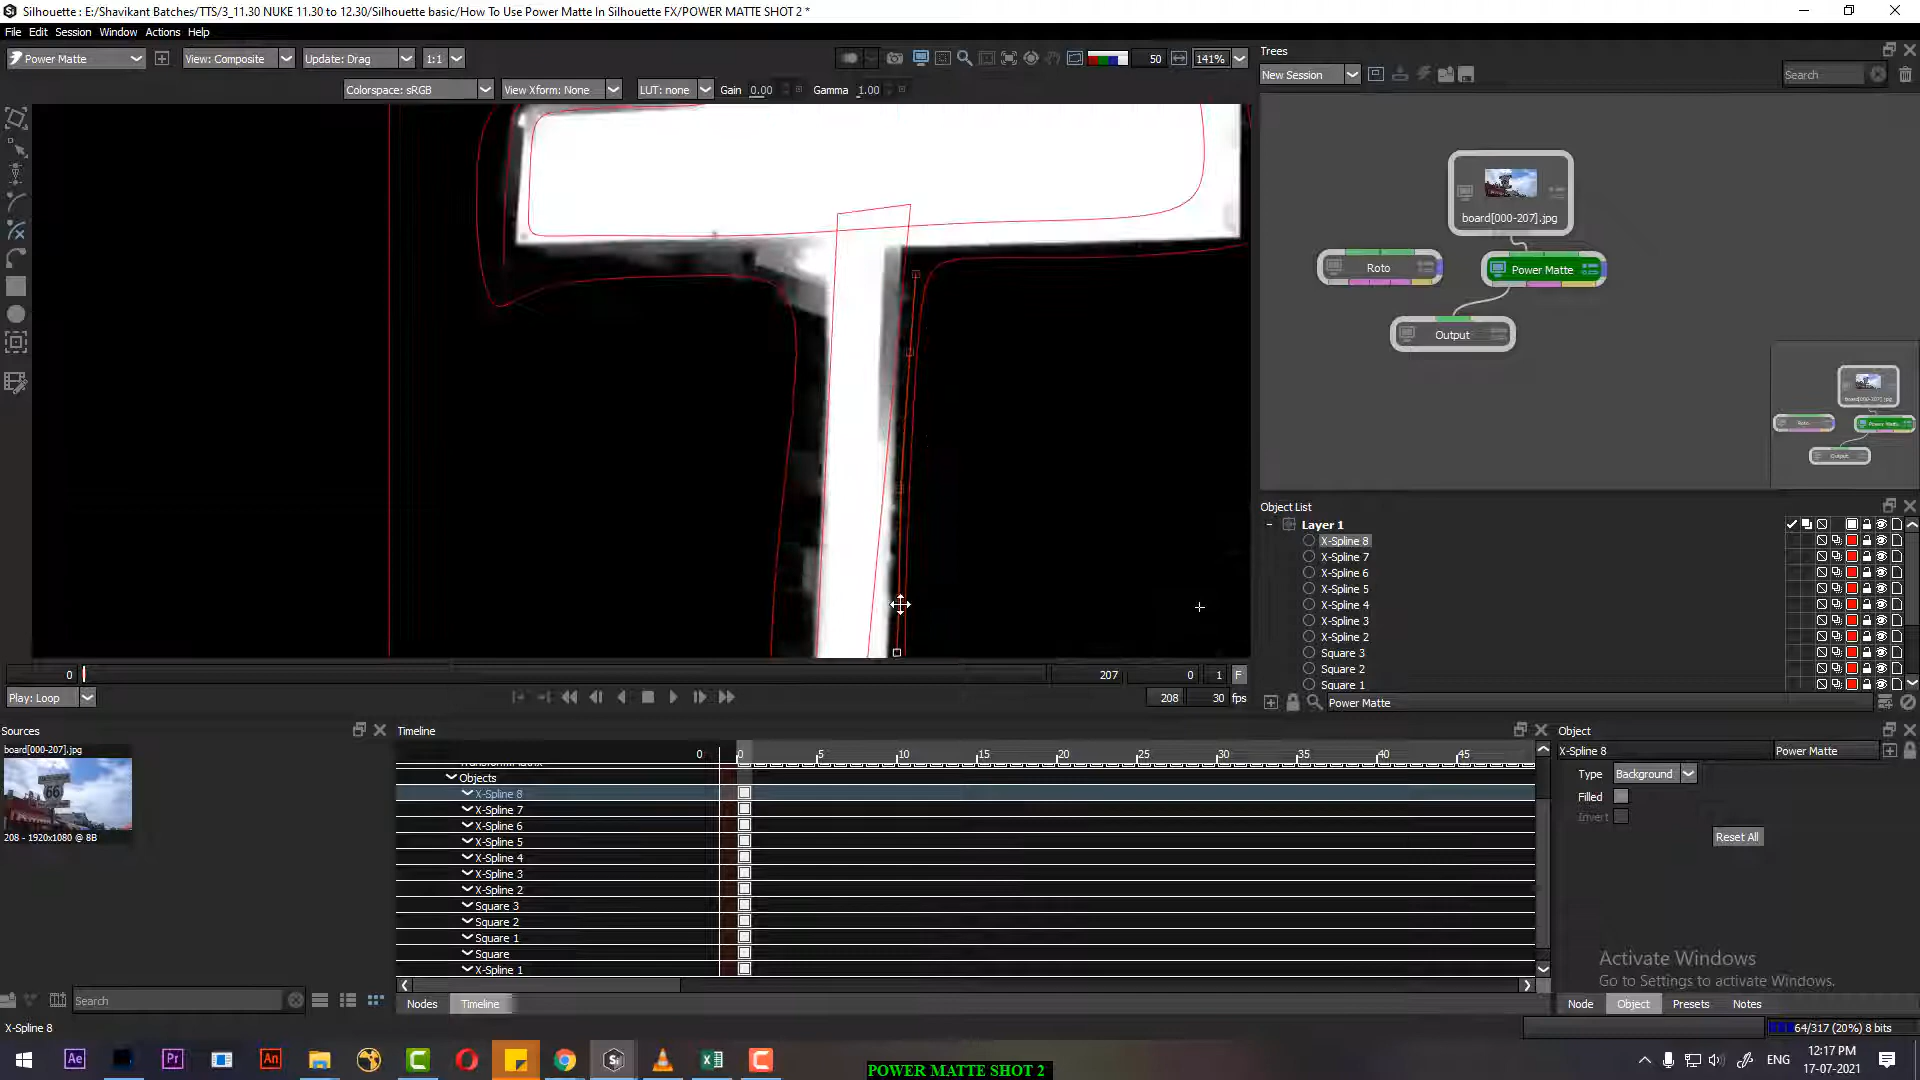 Silhouette : E:/Shavikant Batches/TTS/3_11.30 NUKE 11.30 to 12.30/Silhouette basic/How To Use Power Matte In Silhouette FX/POWER MATTE SHOT 2 *
File Edit Session Window Actions Help
Power Matte View: Composite Update: Drag 1:1 50 141%
Colorspace: sRGB View Xform: None LUT: none Gain 0.00 Gamma 1.00
Trees
New Session Search
board[000-207].jpg
Roto Power Matte
Output
Object List
Layer 1
X-Spline 8
X-Spline 7
X-Spline 6
X-Spline 5
X-Spline 4
X-Spline 3
X-Spline 2
Square 3
Square 2
Square 1
Power Matte
0 207 0 1 F
Play: Loop 208 30 fps
Sources
board[000-207].jpg
66
208 - 1920x1080 @ 8B
Search
X-Spline 8
Timeline
0 0 5 10 15 20 25 30 35 40 45
Objects
X-Spline 8
X-Spline 7
X-Spline 6
X-Spline 5
X-Spline 4
X-Spline 3
X-Spline 2
Square 3
Square 2
Square 1
Square
X-Spline 1
Nodes Timeline
Object
X-Spline 8 Power Matte
Type Background
Filled
Invert
Reset All
Activate Windows
Go to Settings to activate Windows.
Node Object Presets Notes
64/317 (20%) 8 bits
Ae Pr An Si
POWER MATTE SHOT 2
ENG
12:17 PM
17-07-2021